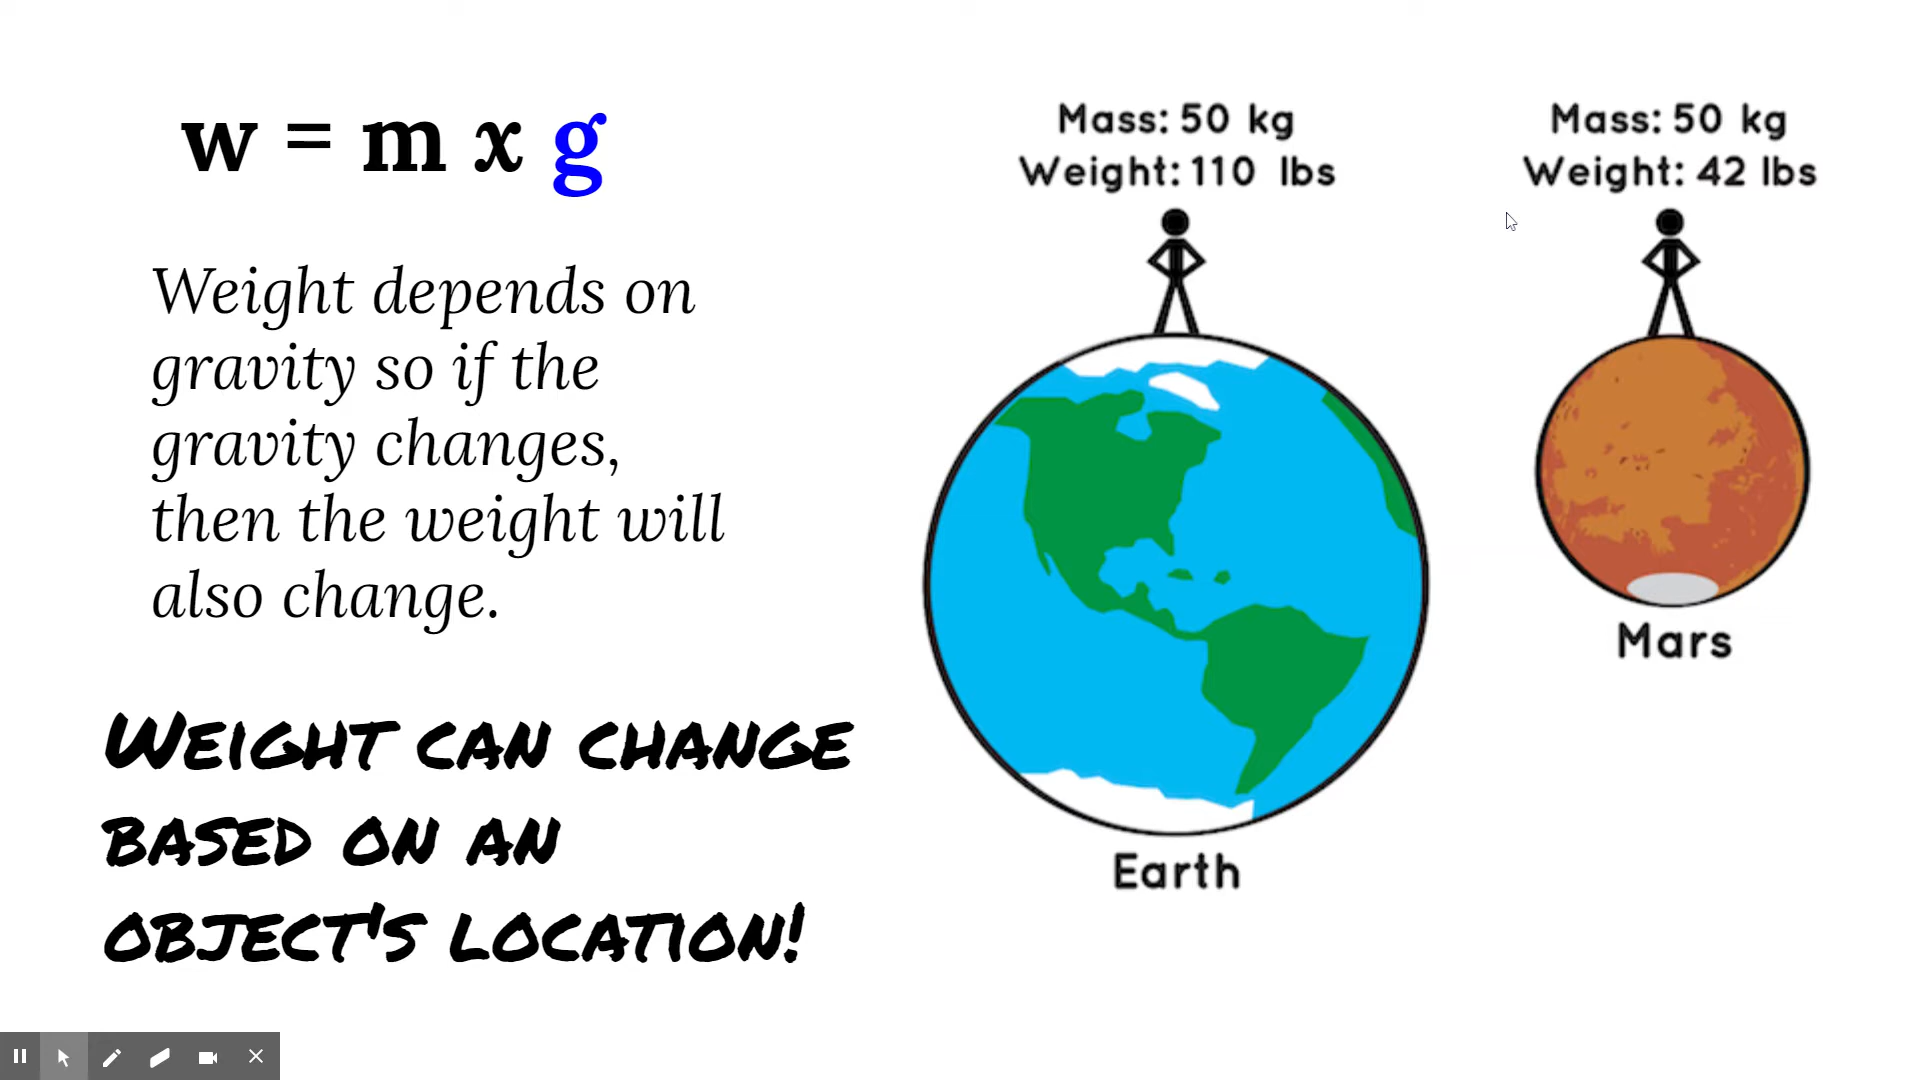 w = m x g
Weight depends on
gravity so if the
gravity changes,
then the weight will
also change.
WEIGHT CAN CHANGE
BASED ON AN
OBJECT'S LOCATION!
Mass: 50 kg
Weight: 110 lbs
Earth
Mass: 50 kg
Weight: 42 lbs
Mars